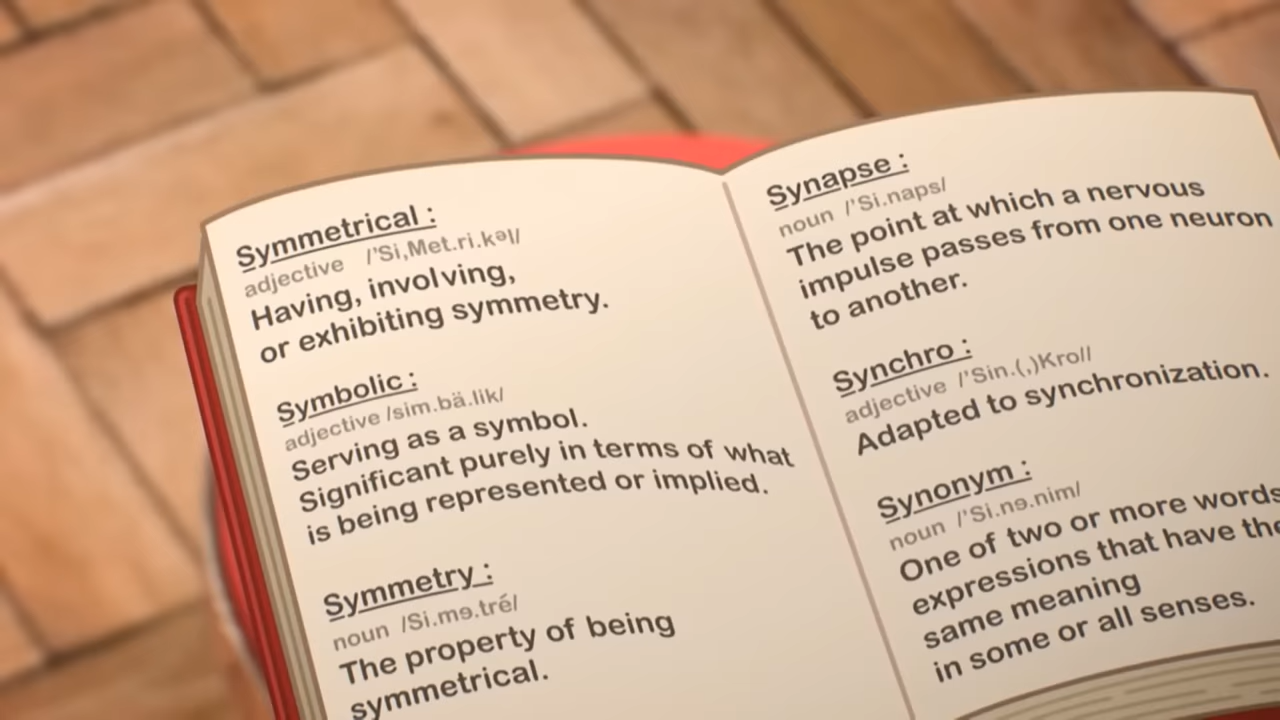 Symmetrical :
adjective /'Si,Met.ri.kəl/
Having, involving,
or exhibiting symmetry.
Symbolic :
adjective /sim.bä.lik/
Serving as a symbol.
Significant purely in terms of what
is being represented or implied.
Symmetry :
noun /Si.mɘ.trē/
The property of being
symmetrical.
Synapse :
noun /'Si.naps/
The point at which a nervous
impulse passes from one neuron
to another.
Synchro :
adjective /'Sin.(,)Kro//
Adapted to synchronization.
Synonym :
noun /'Si.nɘ.nim/
One of two or more words
expressions that have the
same meaning
in some or all senses.